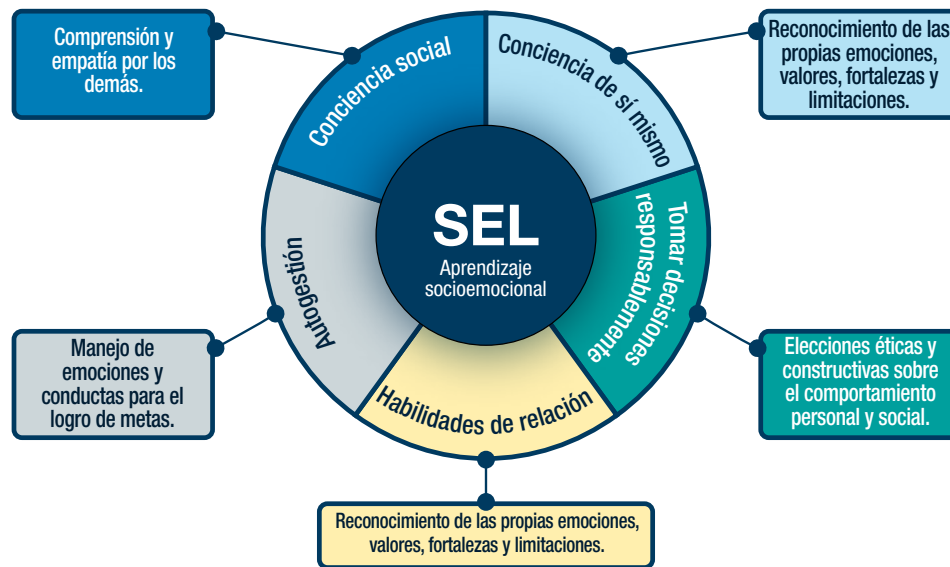 Comprensión y
empatía por los
demás.
Conciencia social
Conciencia de sí mismo
Reconocimiento de las
propias emociones,
valores, fortalezas y
limitaciones.
SEL
Aprendizaje
socioemocional
Tomar decisiones
responsablemente
Autogestión
Habilidades de relación
Manejo de
emociones y
conductas para el
logro de metas.
Elecciones éticas y
constructivas sobre
el comportamiento
personal y social.
Reconocimiento de las propias emociones,
valores, fortalezas y limitaciones.